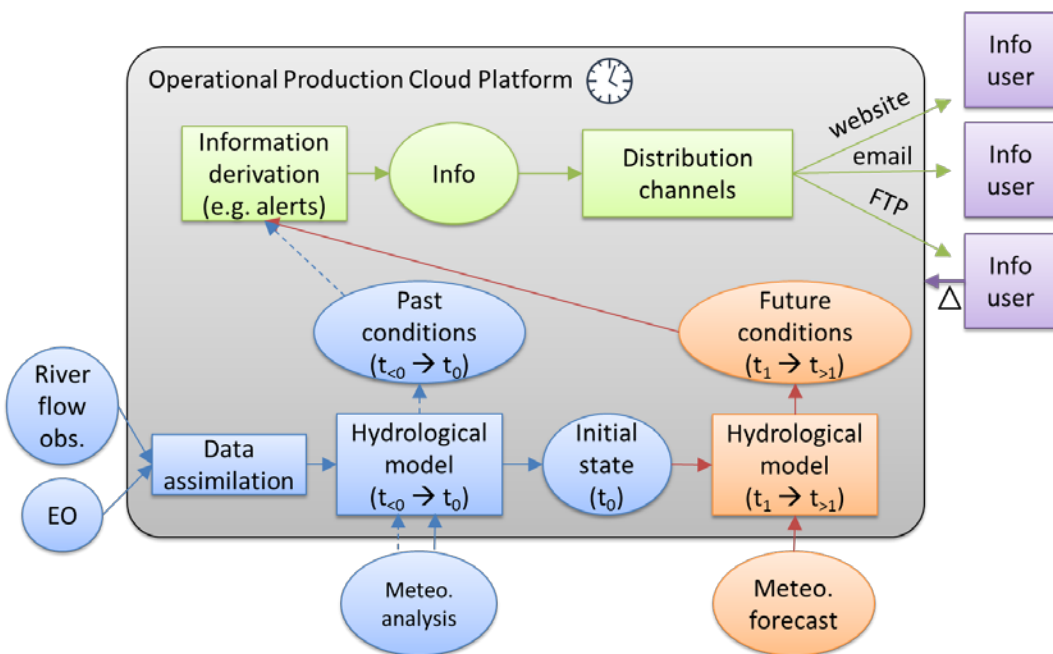 Operational Production Cloud Platform
Info
user
website
Information
derivation
(e.g. alerts)
Info
Distribution
channels
email
Info
user
FTP
Info
user
Δ
Past
conditions
(t<0 → t0)
Future
conditions
(t1 → t>1)
River
flow
obs.
Data
assimilation
Hydrological
model
(t<0 → t0)
Initial
state
(t0)
Hydrological
model
(t1 → t>1)
EO
Meteo.
analysis
Meteo.
forecast